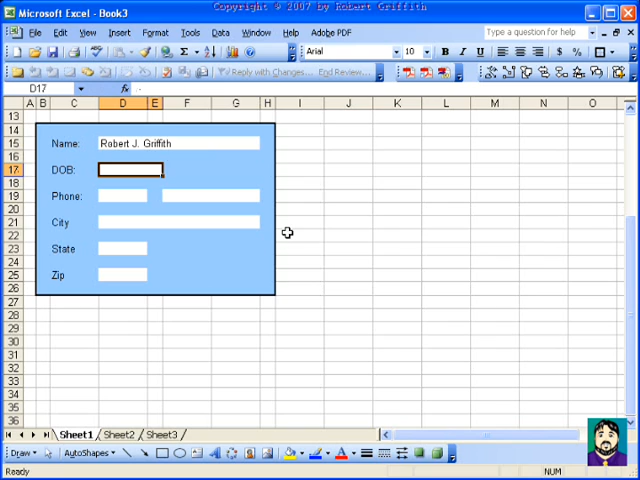 Copyright © 2007 by Robert Griffith
Microsoft Excel - Book3
File Edit View Insert Format Tools Data Window Help Adobe PDF
Type a question for help
Σ Arial 10 B I U $ %
Reply with Changes... End Review...
D17 fx
A B C D E F G H I J K L M N O
13
14
15 Name: Robert J. Griffith
16
17 DOB:
18
19 Phone:
20
21 City
22
23 State
24
25 Zip
26
27
28
29
30
31
32
33
34
35
36
Sheet1 Sheet2 Sheet3
Draw AutoShapes A A
Ready NUM